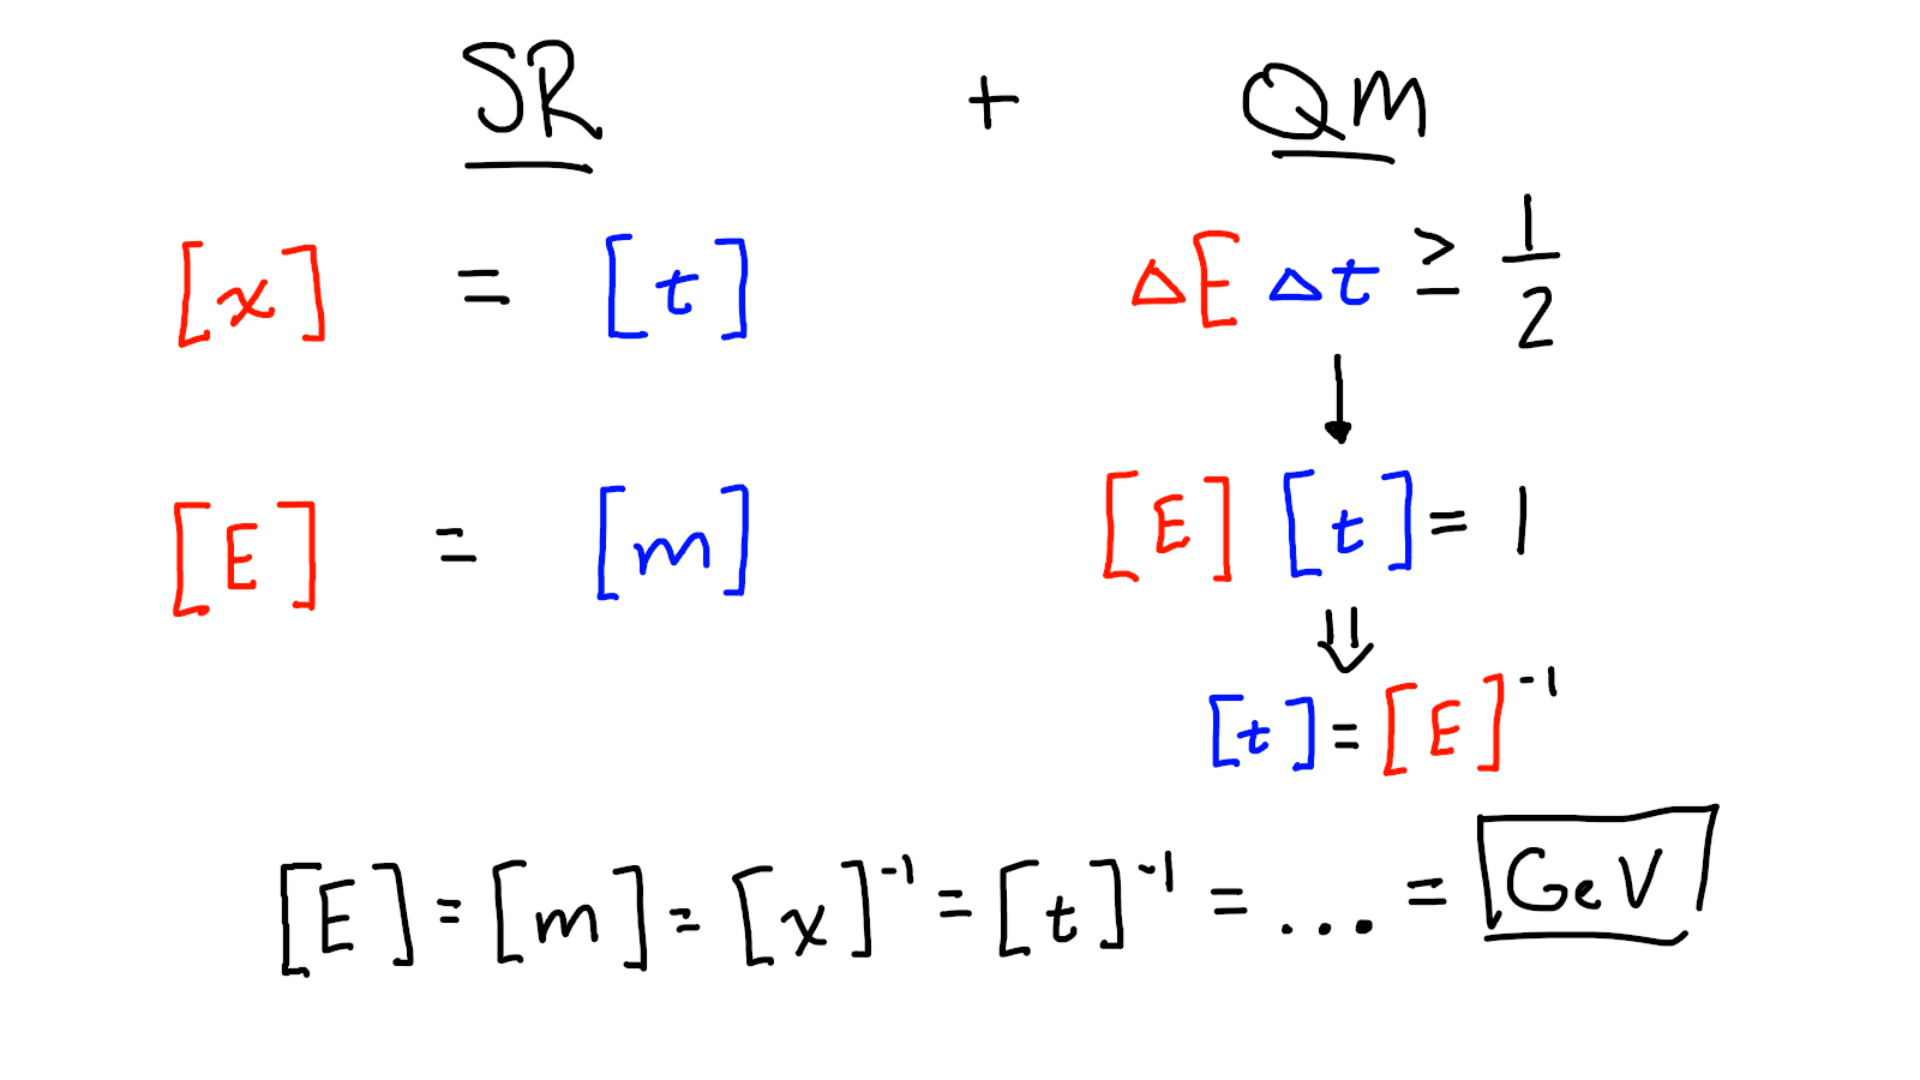 SR + QM
[x] = [t]
ΔE Δt ≥ 1/2
↓
[E] = [m]
[E] [t] = 1
⇓
[t] = [E]⁻¹
[E] = [m] = [x]⁻¹ = [t]⁻¹ = ... = GeV